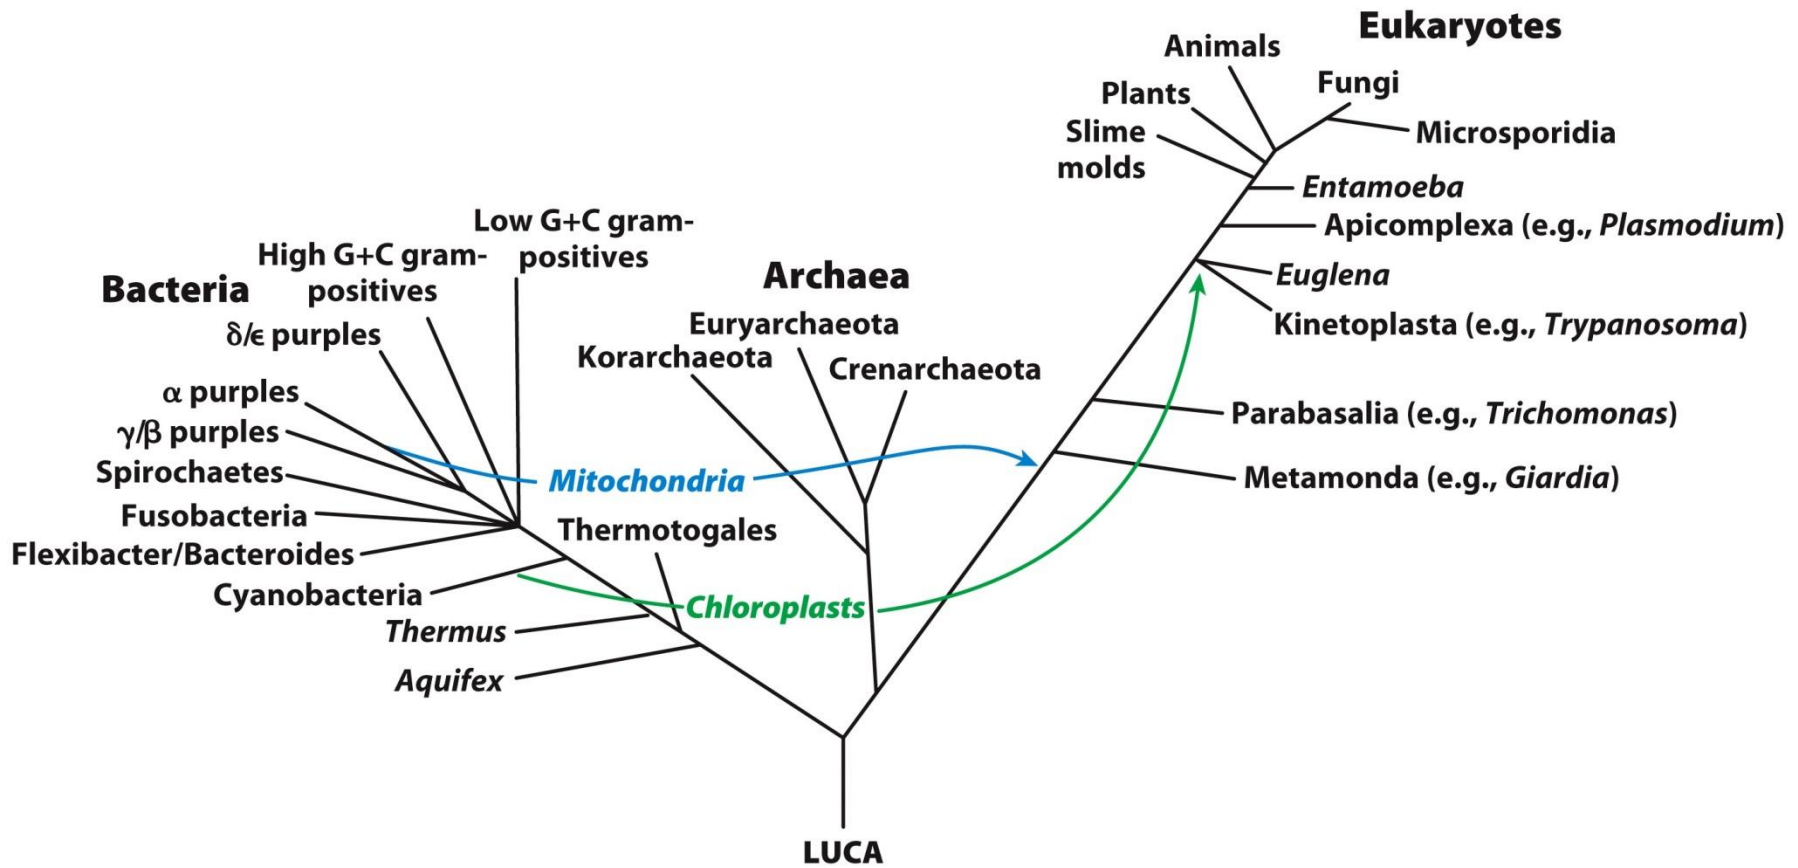 Eukaryotes
Animals
Fungi
Plants
Microsporidia
Slime
molds
Entamoeba
Apicomplexa (e.g., Plasmodium)
Euglena
Kinetoplasta (e.g., Trypanosoma)
Parabasalia (e.g., Trichomonas)
Metamonda (e.g., Giardia)
Archaea
Euryarchaeota
Korarchaeota
Crenarchaeota
Bacteria
Low G+C gram-
positives
High G+C gram-
positives
δ/ϵ purples
α purples
γ/β purples
Spirochaetes
Fusobacteria
Flexibacter/Bacteroides
Cyanobacteria
Thermus
Aquifex
Thermotogales
Mitochondria
Chloroplasts
LUCA